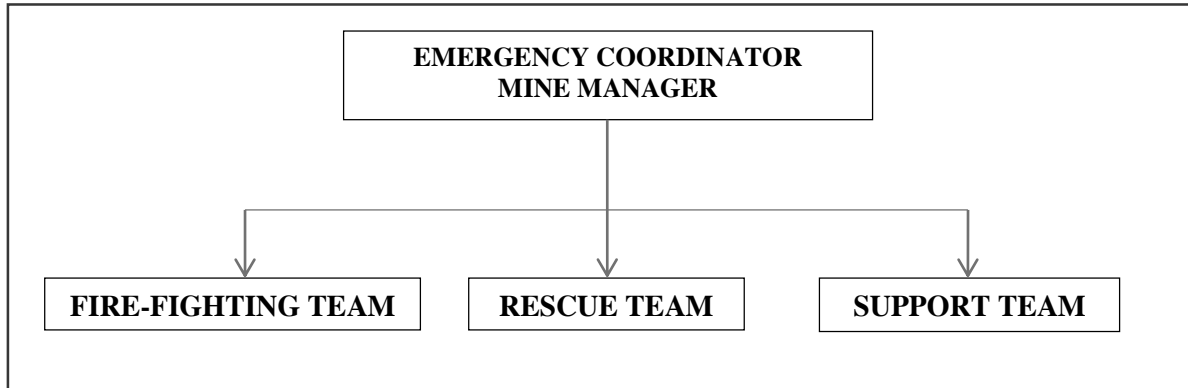 EMERGENCY COORDINATOR
MINE MANAGER
FIRE-FIGHTING TEAM
RESCUE TEAM
SUPPORT TEAM